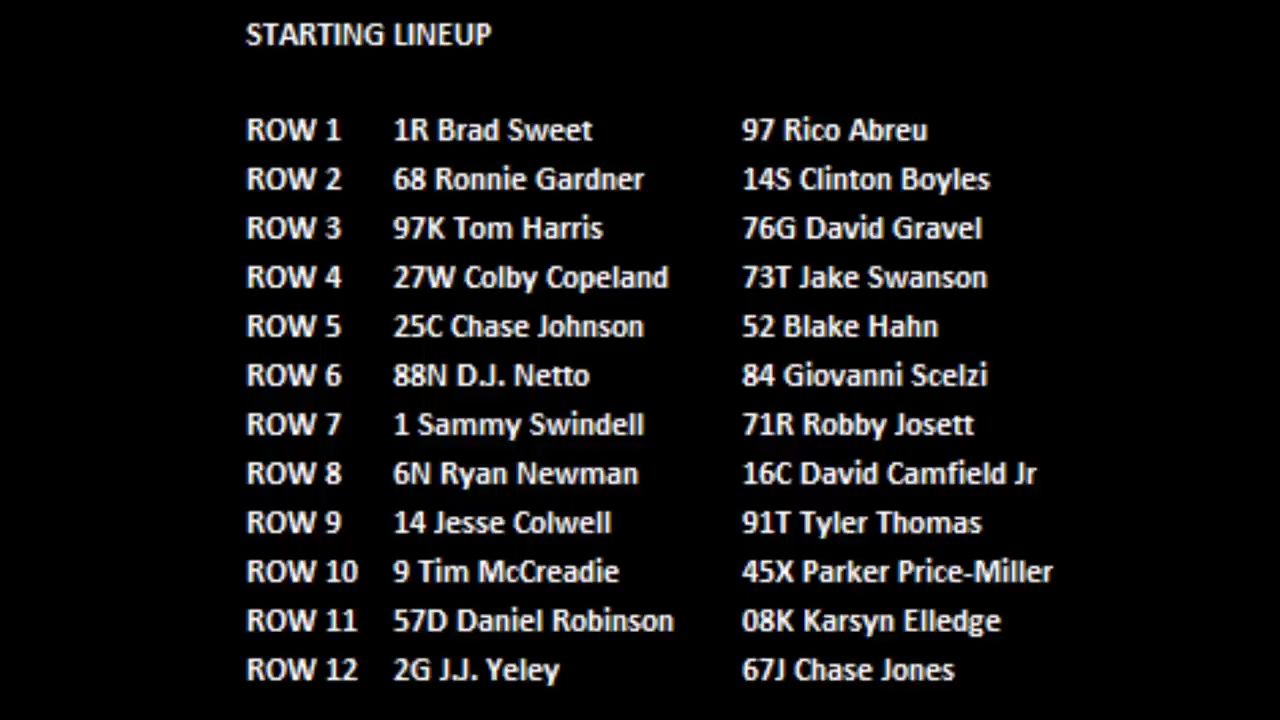 STARTING LINEUP
ROW 1 1R Brad Sweet 97 Rico Abreu
ROW 2 68 Ronnie Gardner 14S Clinton Boyles
ROW 3 97K Tom Harris 76G David Gravel
ROW 4 27W Colby Copeland 73T Jake Swanson
ROW 5 25C Chase Johnson 52 Blake Hahn
ROW 6 88N D.J. Netto 84 Giovanni Scelzi
ROW 7 1 Sammy Swindell 71R Robby Josett
ROW 8 6N Ryan Newman 16C David Camfield Jr
ROW 9 14 Jesse Colwell 91T Tyler Thomas
ROW 10 9 Tim McCreadie 45X Parker Price-Miller
ROW 11 57D Daniel Robinson 08K Karsyn Elledge
ROW 12 2G J.J. Yeley 67J Chase Jones